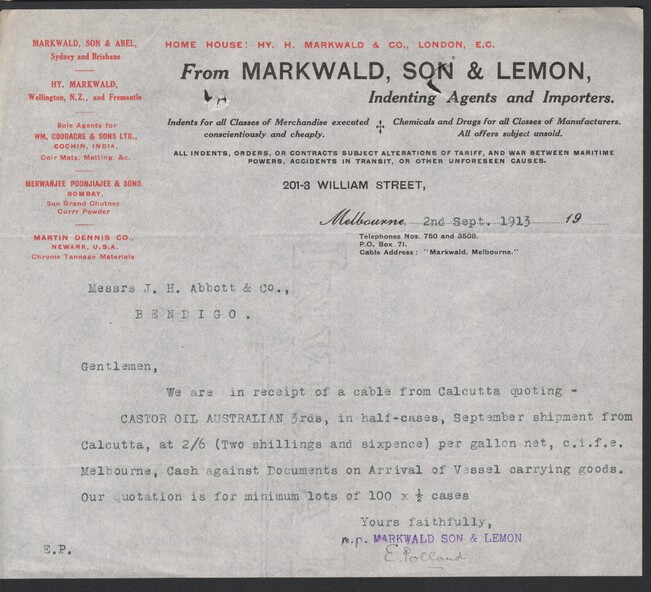 MARKWALD, SON & ABEL,
Sydney and Brisbane
HY. MARKWALD,
Wellington, N.Z., and Fremantle
Sole Agents for
WM. GOODACRE & SONS LTD.,
COCHIN, INDIA,
Coir Mats. Matting. &c.
MERWANJEE POONJIAJEE & SONS.
BOMBAY,
Sun Brand Chutney
Curry Powder
MARTIN DENNIS CO.,
NEWARK, U.S.A.
Chrome Tannage Materials
HOME HOUSE: HY. H. MARKWALD & CO., LONDON, E.C.
From MARKWALD, SON & LEMON,
Indenting Agents and Importers.
Indents for all Classes of Merchandise executed
conscientiously and cheaply.
Chemicals and Drugs for all Classes of Manufacturers.
All offers subject unsold.
ALL INDENTS, ORDERS, OR CONTRACTS SUBJECT ALTERATIONS OF TARIFF, AND WAR BETWEEN MARITIME
POWERS, ACCIDENTS IN TRANSIT, OR OTHER UNFORESEEN CAUSES.
201-3 WILLIAM STREET,
Melbourne, 2nd Sept. 1913 19
Telephones Nos. 750 and 3508.
P.O. Box 71.
Cable Address: "Markwald, Melbourne."
Messrs J. H. Abbott & Co.,
BENDIGO.
Gentlemen,
We are in receipt of a cable from Calcutta quoting -
CASTOR OIL AUSTRALIAN 3rds, in half-cases, September shipment from
Calcutta, at 2/6 (Two shillings and sixpence) per gallon net, c.i.f.e.
Melbourne, Cash against Documents on Arrival of Vessel carrying goods.
Our quotation is for minimum lots of 100 x ½ cases
Yours faithfully,
p.p. MARKWALD SON & LEMON
E. Polland
E.P.